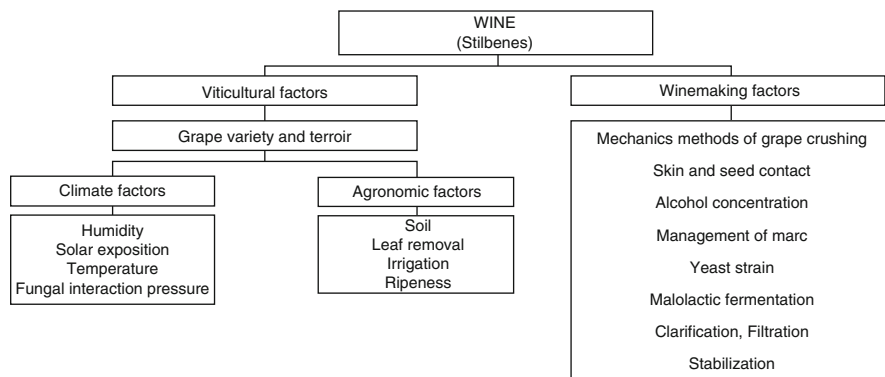 WINE
(Stilbenes)
Viticultural factors
Winemaking factors
Grape variety and terroir
Climate factors
Agronomic factors
Humidity
Solar exposition
Temperature
Fungal interaction pressure
Soil
Leaf removal
Irrigation
Ripeness
Mechanics methods of grape crushing
Skin and seed contact
Alcohol concentration
Management of marc
Yeast strain
Malolactic fermentation
Clarification, Filtration
Stabilization